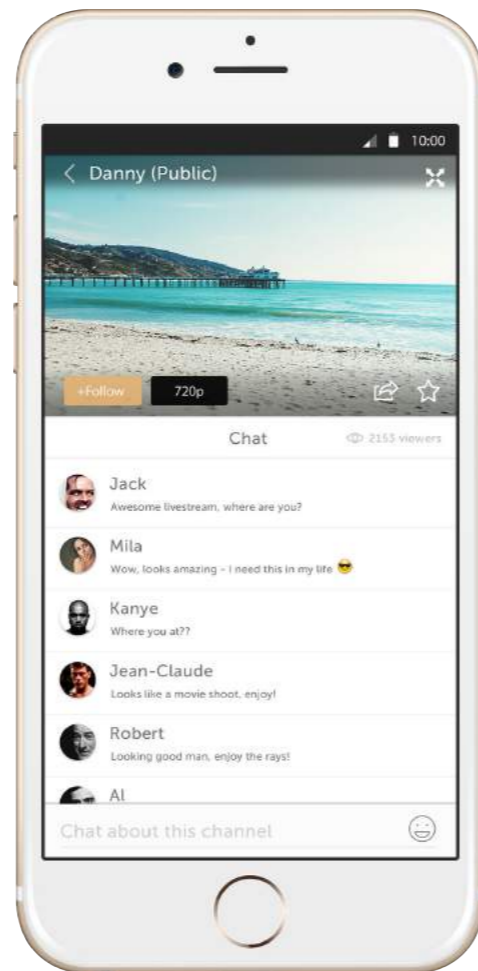 10:00
Danny (Public)
+Follow
720p
Chat
2153 viewers
Jack
Awesome livestream, where are you?
Mila
Wow, looks amazing - i need this in my life 😎
Kanye
Where you at??
Jean-Claude
Looks like a movie shoot, enjoy!
Robert
Looking good man, enjoy the rays!
Al
Chat about this channel